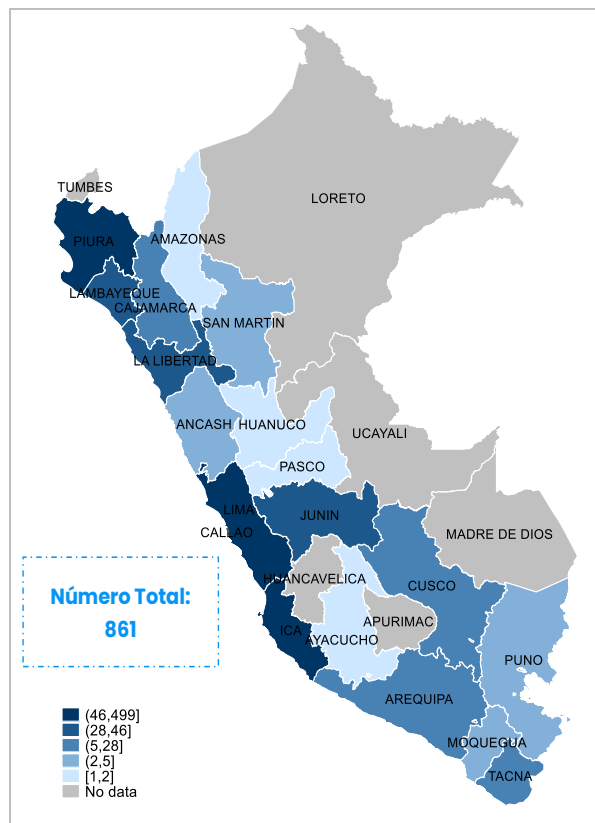 TUMBES
LORETO
PIURA
AMAZONAS
LAMBAYEQUE
CAJAMARCA
SAN MARTIN
LA LIBERTAD
ANCASH
HUANUCO
UCAYALI
PASCO
LIMA
JUNIN
CALLAO
MADRE DE DIOS
HUANCAVELICA
CUSCO
APURIMAC
ICA
AYACUCHO
PUNO
AREQUIPA
MOQUEGUA
TACNA
Número Total:
861
(46,499]
(28,46]
(5,28]
(2,5]
[1,2]
No data